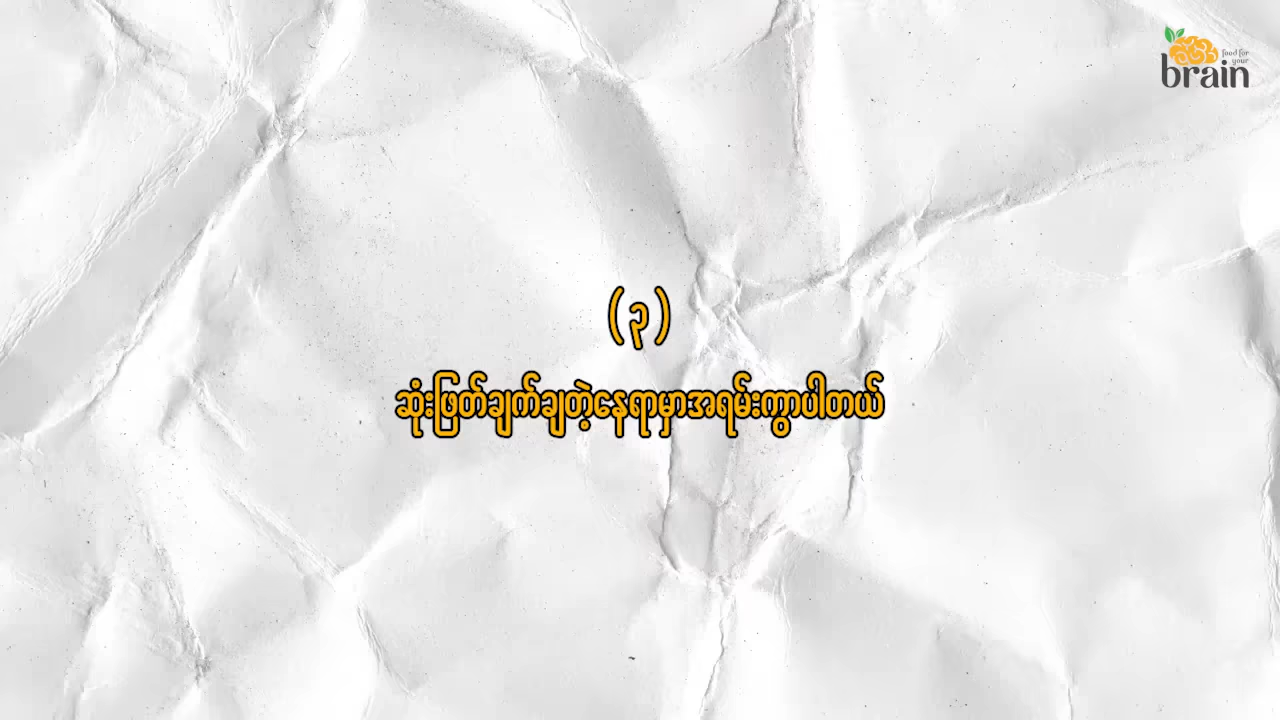 food for
your
brain
(၃)
ဆုံးဖြတ်ချက်ချတဲ့နေရာမှာအရမ်းကွာပါတယ်